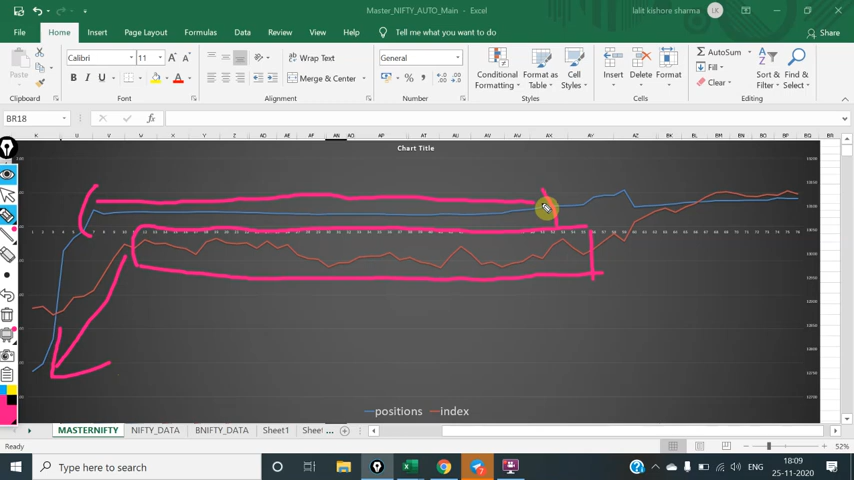 Master_NIFTY_AUTO_Main - Excel
lalit kishore sharma
LK
File Home Insert Page Layout Formulas Data Review View Help Tell me what you want to do Share
Paste
Calibri 11
Wrap Text
General
Merge & Center
B I U
Conditional Formatting
Format as Table
Cell Styles
Insert Delete Format
AutoSum
Fill
Clear
Sort & Filter
Find & Select
Clipboard Font Alignment Number Styles Cells Editing
BR18
Chart Title
positions index
MASTERNIFTY NIFTY_DATA BNIFTY_DATA Sheet1 Sheet ...
Ready
52%
Type here to search
ENG
18:09
25-11-2020